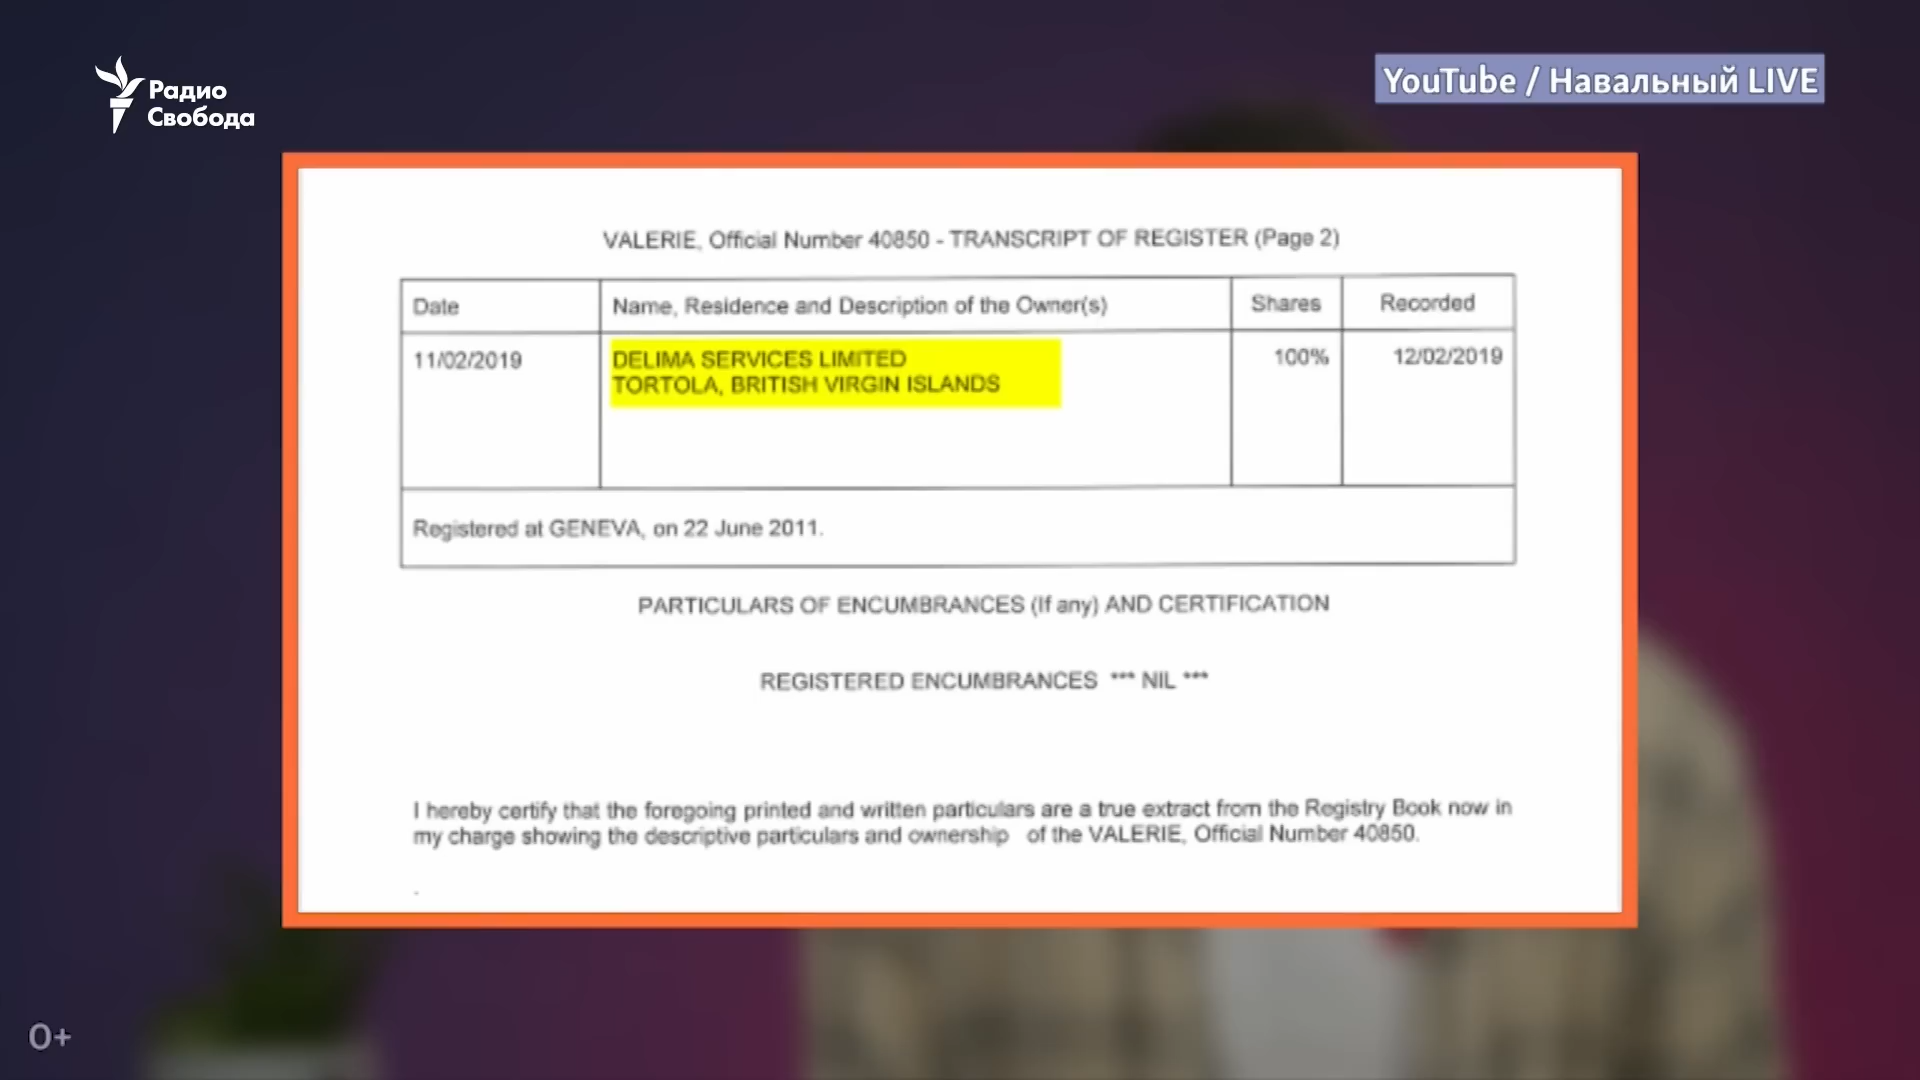 Радио
Свобода
YouTube / Навальный LIVE
VALERIE, Official Number 40850 - TRANSCRIPT OF REGISTER (Page 2)
Date Name, Residence and Description of the Owner(s) Shares Recorded
11/02/2019 DELIMA SERVICES LIMITED 100% 12/02/2019
TORTOLA, BRITISH VIRGIN ISLANDS
Registered at GENEVA, on 22 June 2011.
PARTICULARS OF ENCUMBRANCES (If any) AND CERTIFICATION
REGISTERED ENCUMBRANCES *** NIL ***
I hereby certify that the foregoing printed and written particulars are a true extract from the Registry Book now in
my charge showing the descriptive particulars and ownership of the VALERIE, Official Number 40850.
0+